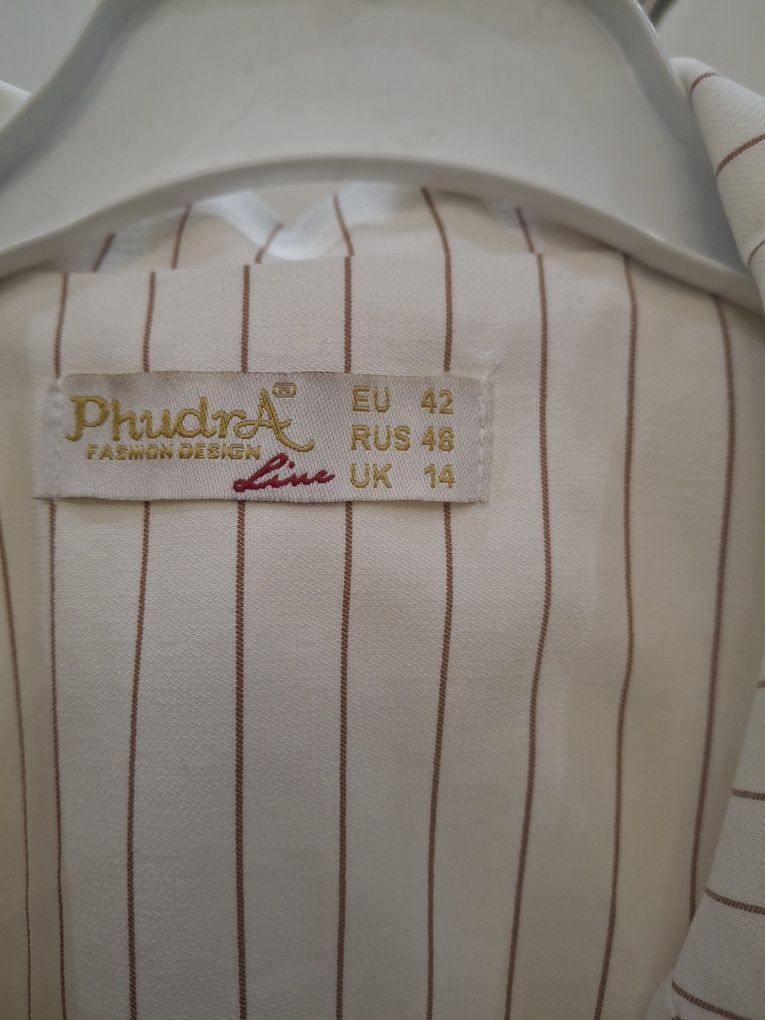 PhudrA
FASHION DESIGN
Line
EU 42
RUS 48
UK 14